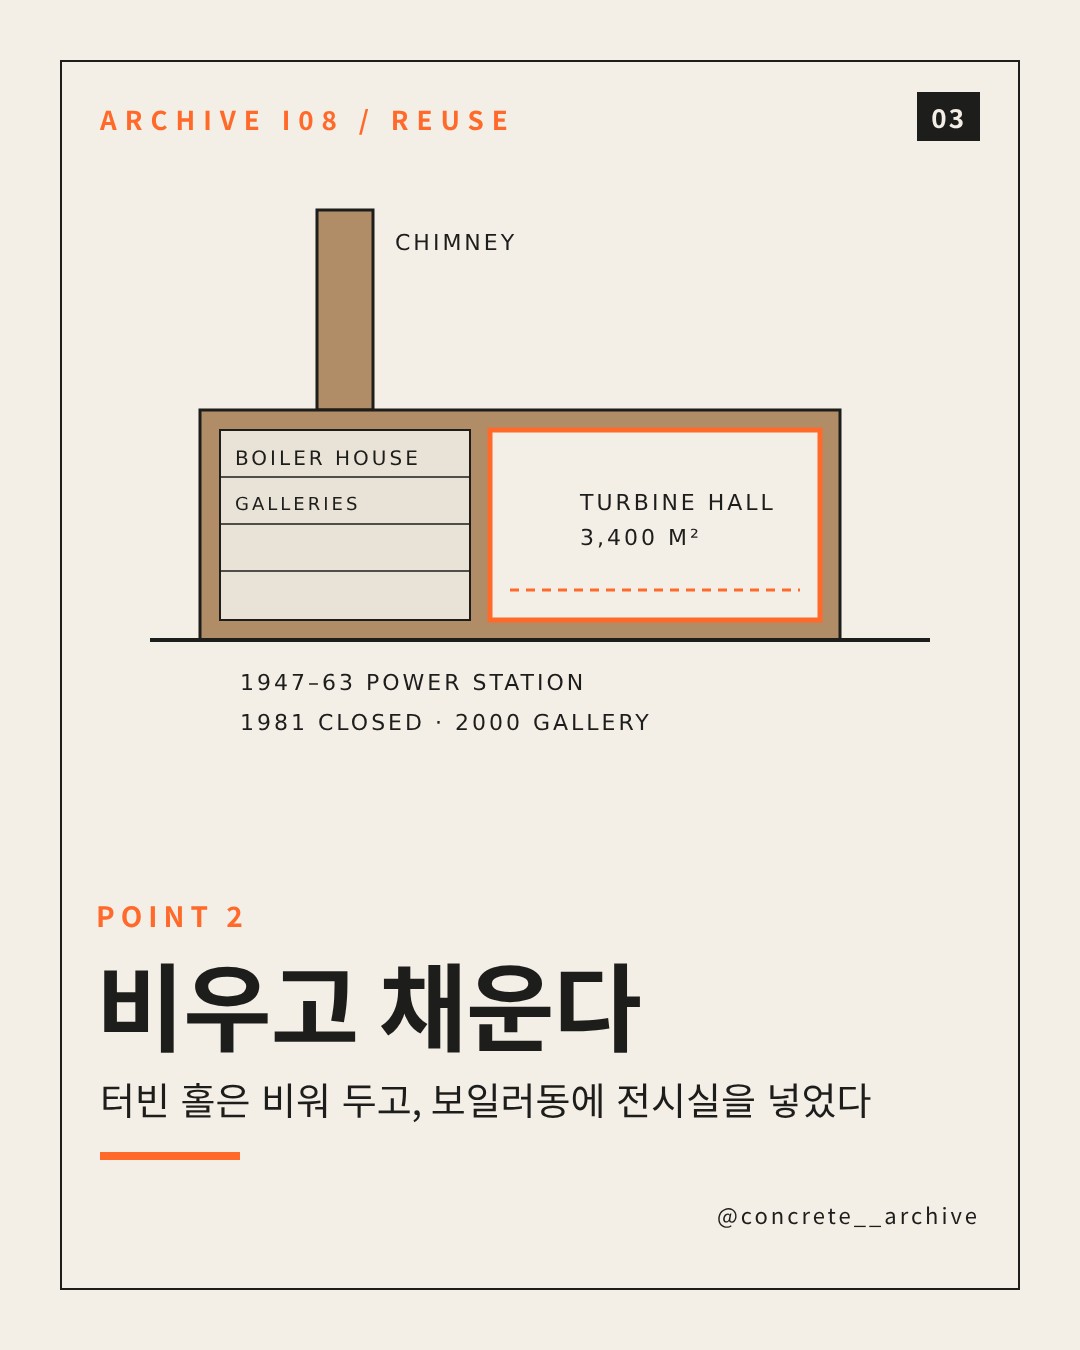 ARCHIVE I08 / REUSE
03
CHIMNEY
BOILER HOUSE
GALLERIES
TURBINE HALL
3,400 M²
1947–63 POWER STATION
1981 CLOSED · 2000 GALLERY
POINT 2
비우고 채운다
터빈 홀은 비워 두고, 보일러동에 전시실을 넣었다
@concrete__archive